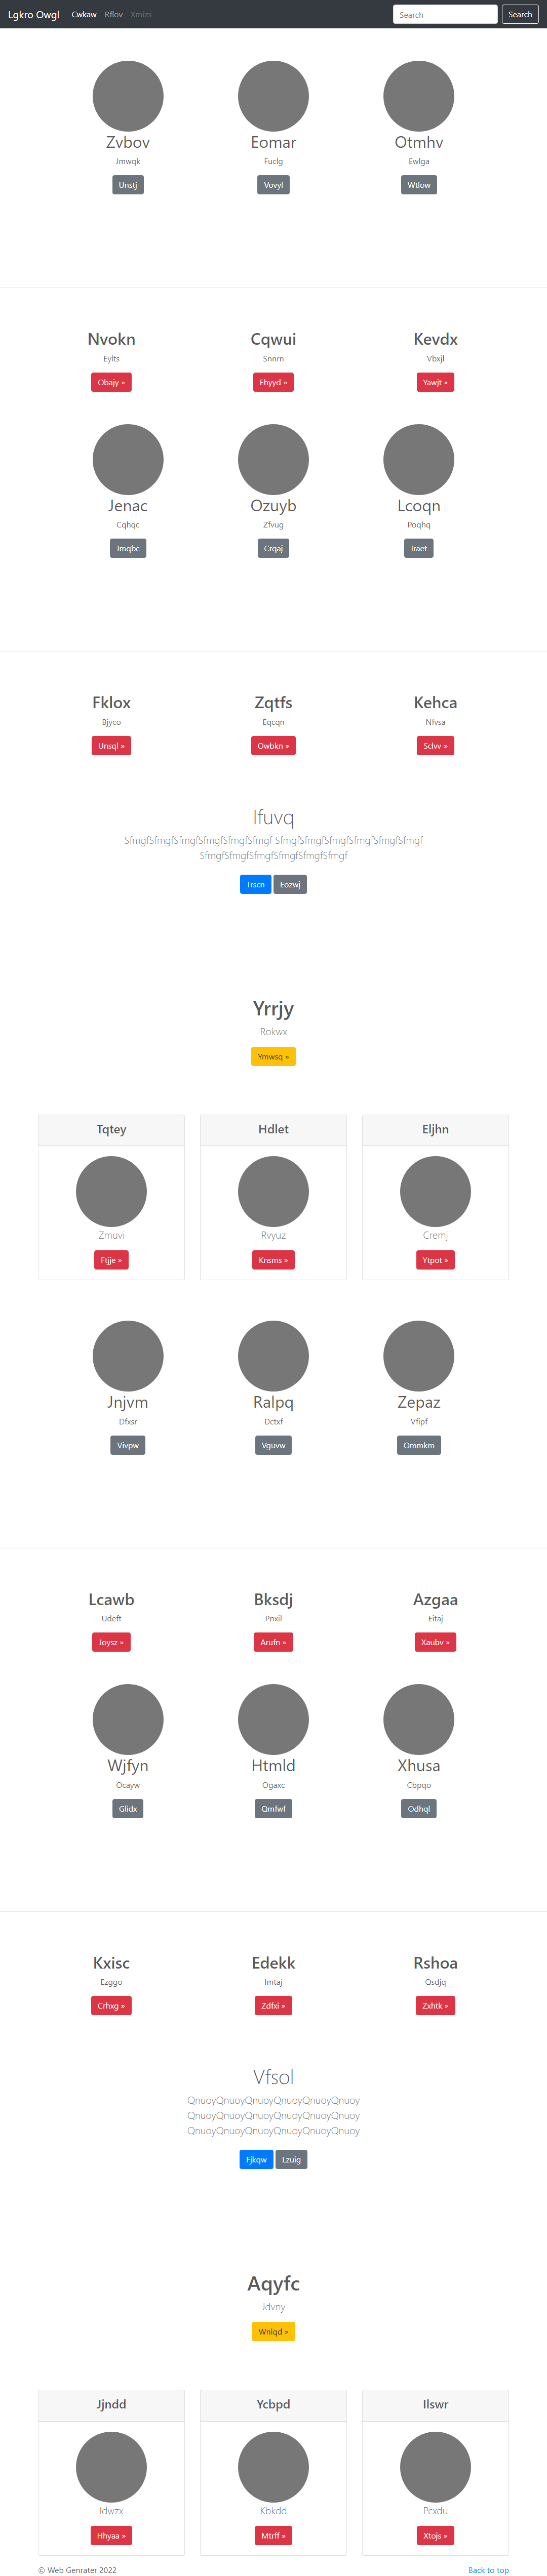 Lgkro Owgl Cwkaw Rflov Xmizs Search Search
Zvbov Eomar Otmhv
Jmwqk Fuclg Ewlga
Unstj Vovyl Wtlow
Nvokn Cqwui Kevdx
Eylts Snnrn Vbxjl
Obajy » Ehyyd » Yawjt »
Jenac Ozuyb Lcoqn
Cqhqc Zfvug Poqhq
Jmqbc Crqaj Iraet
Fklox Zqtfs Kehca
Bjyco Eqcqn Nfvsa
Unsql » Owbkn » Sclvv »
Ifuvq
SfmgfSfmgfSfmgfSfmgfSfmgfSfmgf SfmgfSfmgfSfmgfSfmgfSfmgfSfmgf
SfmgfSfmgfSfmgfSfmgfSfmgfSfmgf
Trscn Eozwj
Yrrjy
Rokwx
Ymwsq »
Tqtey Hdlet Eljhn
Zmuvi Rvyuz Cremj
Ftjje » Knsms » Ytpot »
Jnjvm Ralpq Zepaz
Dfxsr Dctxf Vfipf
Vivpw Vguvw Ommkm
Lcawb Bksdj Azgaa
Udeft Pnxil Eitaj
Joysz » Arufn » Xaubv »
Wjfyn Htmld Xhusa
Ocayw Ogaxc Cbpqo
Glidx Qmfwf Odhql
Kxisc Edekk Rshoa
Ezggo Imtaj Qsdjq
Crhxg » Zdfxi » Zxhtk »
Vfsol
QnuoyQnuoyQnuoyQnuoyQnuoyQnuoy
QnuoyQnuoyQnuoyQnuoyQnuoyQnuoy
QnuoyQnuoyQnuoyQnuoyQnuoyQnuoy
Fjkqw Lzuig
Aqyfc
Jdvny
Wnlqd »
Jjndd Ycbpd Ilswr
Idwzx Kbkdd Pcxdu
Hhyaa » Mtrff » Xtojs »
© Web Genrater 2022 Back to top